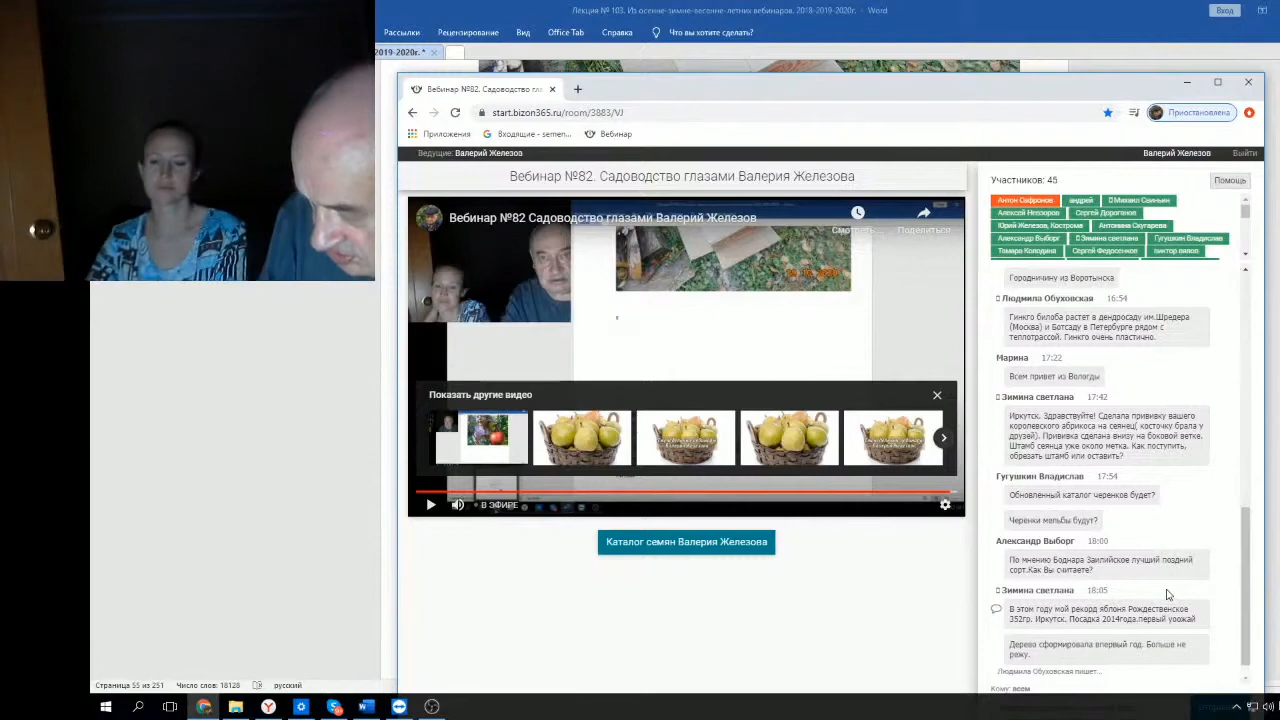 Лекция № 103. Из осенне-зимне-весенне-летних вебинаров. 2018-2019-2020г. - Word
Вход
Рассылки Рецензирование Вид Office Tab Справка Что вы хотите сделать?
2019-2020г. *
Вебинар №82. Садоводство гла
start.bizon365.ru/room/3883/VJ
Приостановлена
Приложения Входящие - semen... Вебинар
Ведущие: Валерий Железов
Валерий Железов Выйти
Вебинар №82. Садоводство глазами Валерия Железова
Участников: 45
Помощь
Вебинар №82 Садоводство глазами Валерий Железов
Смотреть...
Поделиться
Антон Сафронов андрей Михаил Свиньин
Алексей Невзоров Сергей Дороганов
Юрий Железов, Кострома Антонина Скугарева
Александр Выборг Зимина светлана Гугушкин Владислав
Тамара Колодина Сергей Федосенков виктор вялов
Городничину из Воротынска
Людмила Обуховская 16:54
Гинкго билоба растет в дендросаду им.Шредера
(Москва) и Ботсаду в Петербурге рядом с
теплотрассой. Гинкго очень пластично.
Марина 17:22
Всем привет из Вологды
Зимина светлана 17:42
Иркутск. Здравствуйте! Сделала прививку вашего
королевского абрикоса на сеянец( косточку брала у
друзей). Прививка сделана внизу на боковой ветке.
Штамб сеянца уже около метка. Как поступить,
обрезать штамб или оставить?
Гугушкин Владислав 17:54
Обновленный каталог черенков будет?
Черенки мельбы будут?
Александр Выборг 18:00
По мнению Боднара Заилийское лучший поздний
сорт.Как Вы считаете?
Зимина светлана 18:05
В этом году мой рекорд яблоня Рождественское
352гр. Иркутск. Посадка 2014года.первый уоожай
Дерево сформировала впервый год. Больше не
режу.
Людмила Обуховская пишет...
Кому: всем
Показать другие видео
В ЭФИРЕ
Каталог семян Валерия Железова
Страница 55 из 251 Число слов: 18128 русский